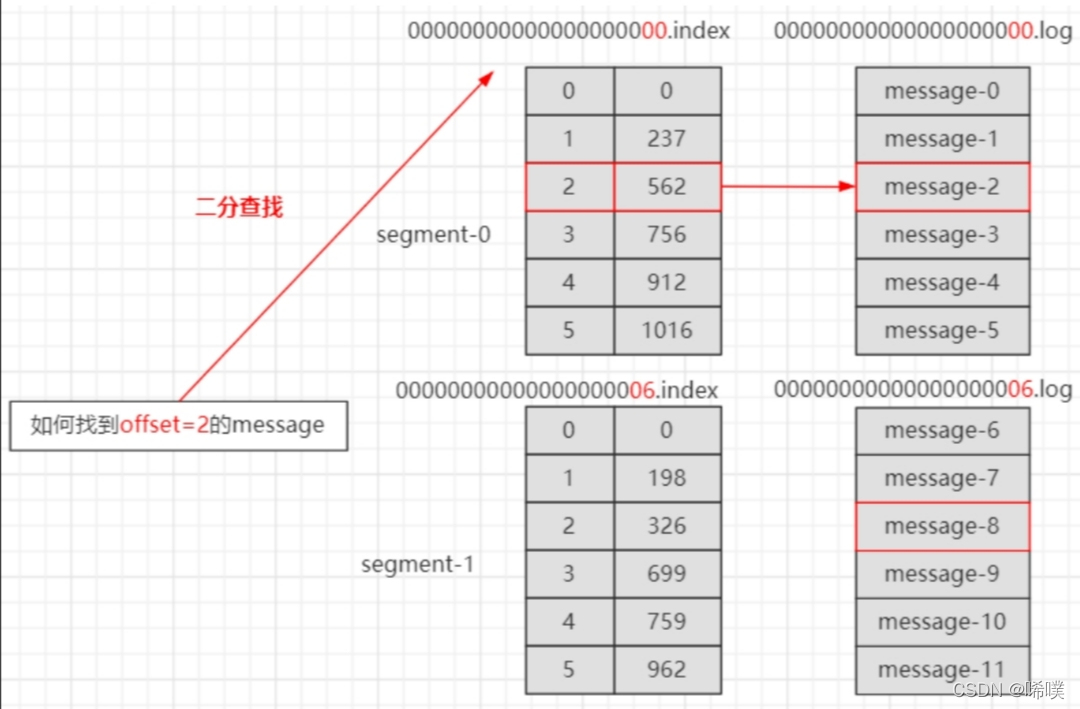 00000000000000000000.index 00000000000000000000.log
0 0 message-0
1 237 message-1
二分查找 2 562 message-2
segment-0 3 756 message-3
4 912 message-4
5 1016 message-5
00000000000000000006.index 00000000000000000006.log
如何找到offset=2的message 0 0 message-6
1 198 message-7
2 326 message-8
segment-1 3 699 message-9
4 759 message-10
5 962 message-11
CSDN @唏噗